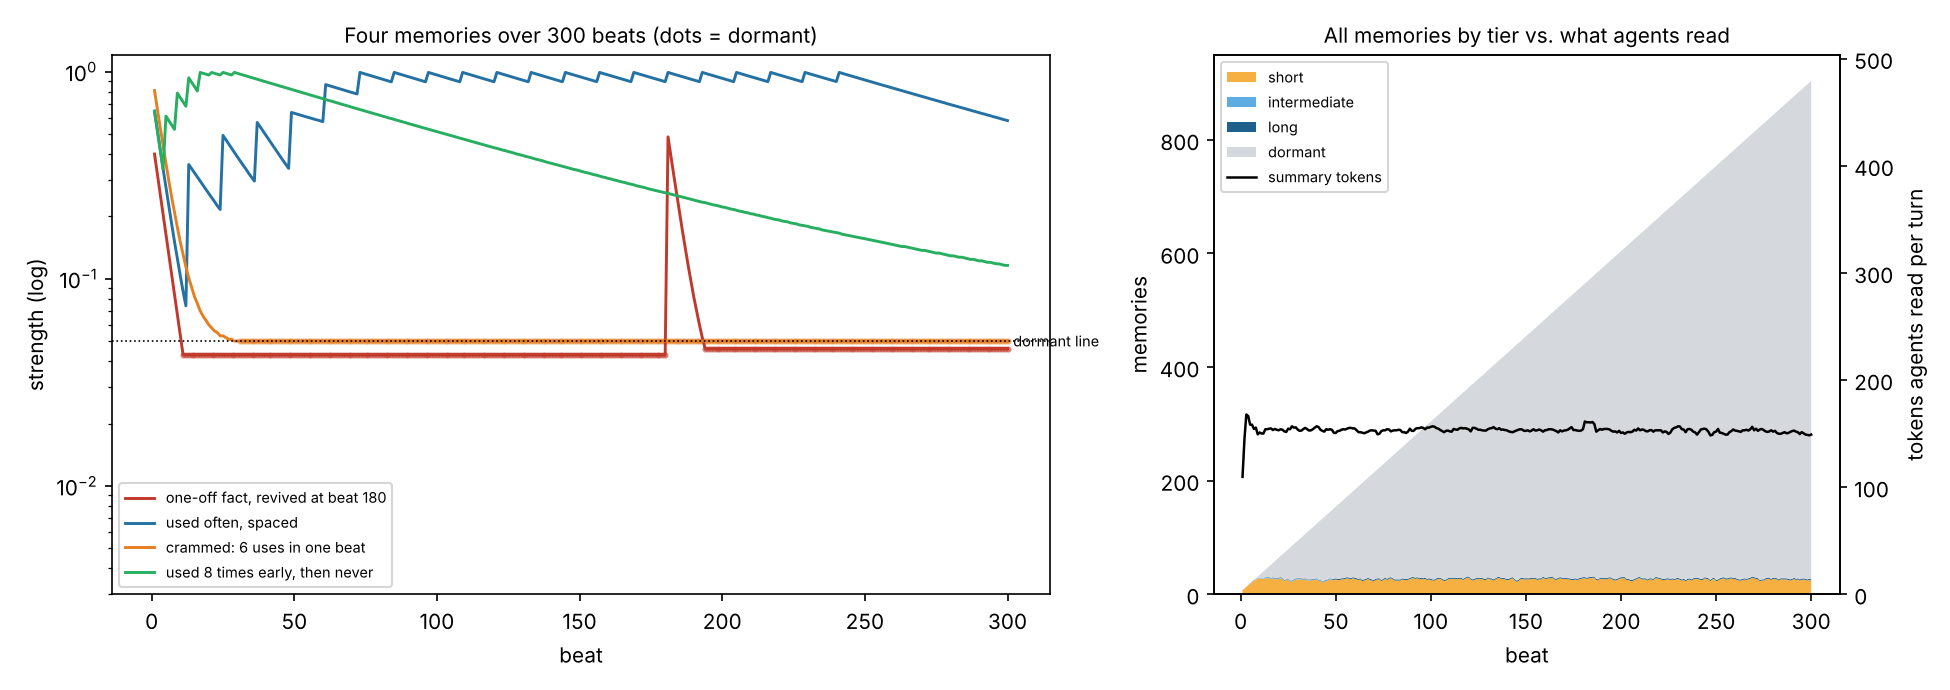 Four memories over 300 beats (dots = dormant)
strength (log)
10⁰
10⁻¹
10⁻²
dormant line
one-off fact, revived at beat 180
used often, spaced
crammed: 6 uses in one beat
used 8 times early, then never
0 50 100 150 200 250 300
beat
All memories by tier vs. what agents read
memories
800
600
400
200
0
short
intermediate
long
dormant
summary tokens
500
400
300
200
100
0
tokens agents read per turn
0 50 100 150 200 250 300
beat